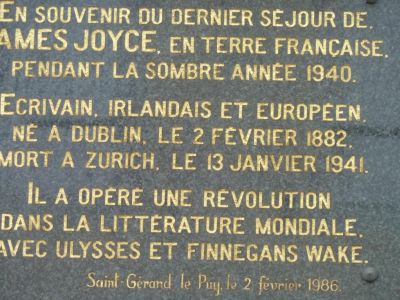 EN SOUVENIR DU DERNIER SÉJOUR DE.
AMES JOYCE, EN TERRE FRANÇAISE.
PENDANT LA SOMBRE ANNÉE 1940.
ECRIVAIN, IRLANDAIS ET EUROPÉEN.
NÉ A DUBLIN, LE 2 FÉVRIER 1882,
MORT A ZURICH, LE 13 JANVIER 1941.
IL A OPÉRÉ UNE RÉVOLUTION
DANS LA LITTÉRATURE MONDIALE,
AVEC ULYSSES ET FINNEGANS WAKE.
Saint-Gérand le Puy, le 2 février 1986.